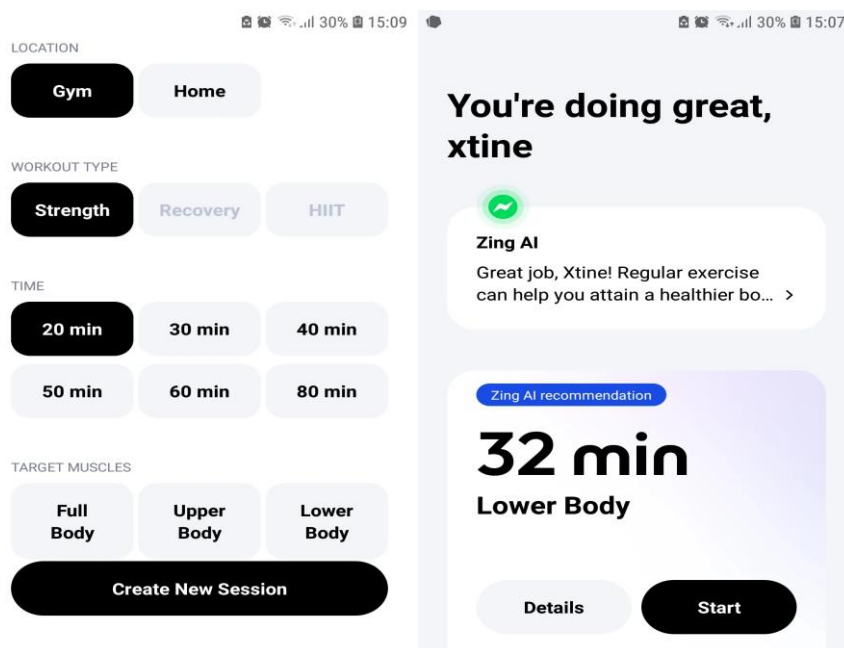 30% 15:09
LOCATION
Gym Home
WORKOUT TYPE
Strength Recovery HIIT
TIME
20 min 30 min 40 min
50 min 60 min 80 min
TARGET MUSCLES
Full Body
Upper Body
Lower Body
Create New Session
30% 15:07
You're doing great,
xtine
Zing AI
Great job, Xtine! Regular exercise
can help you attain a healthier bo... >
Zing AI recommendation
32 min
Lower Body
Details Start